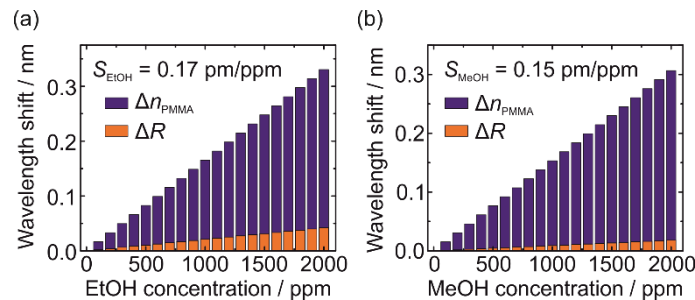 (a)
S_EtOH = 0.17 pm/ppm
Δn_PMMA
ΔR
Wavelength shift / nm
0.3
0.2
0.1
0.0
0 500 1000 1500 2000
EtOH concentration / ppm
(b)
S_MeOH = 0.15 pm/ppm
Δn_PMMA
ΔR
Wavelength shift / nm
0.3
0.2
0.1
0.0
0 500 1000 1500 2000
MeOH concentration / ppm